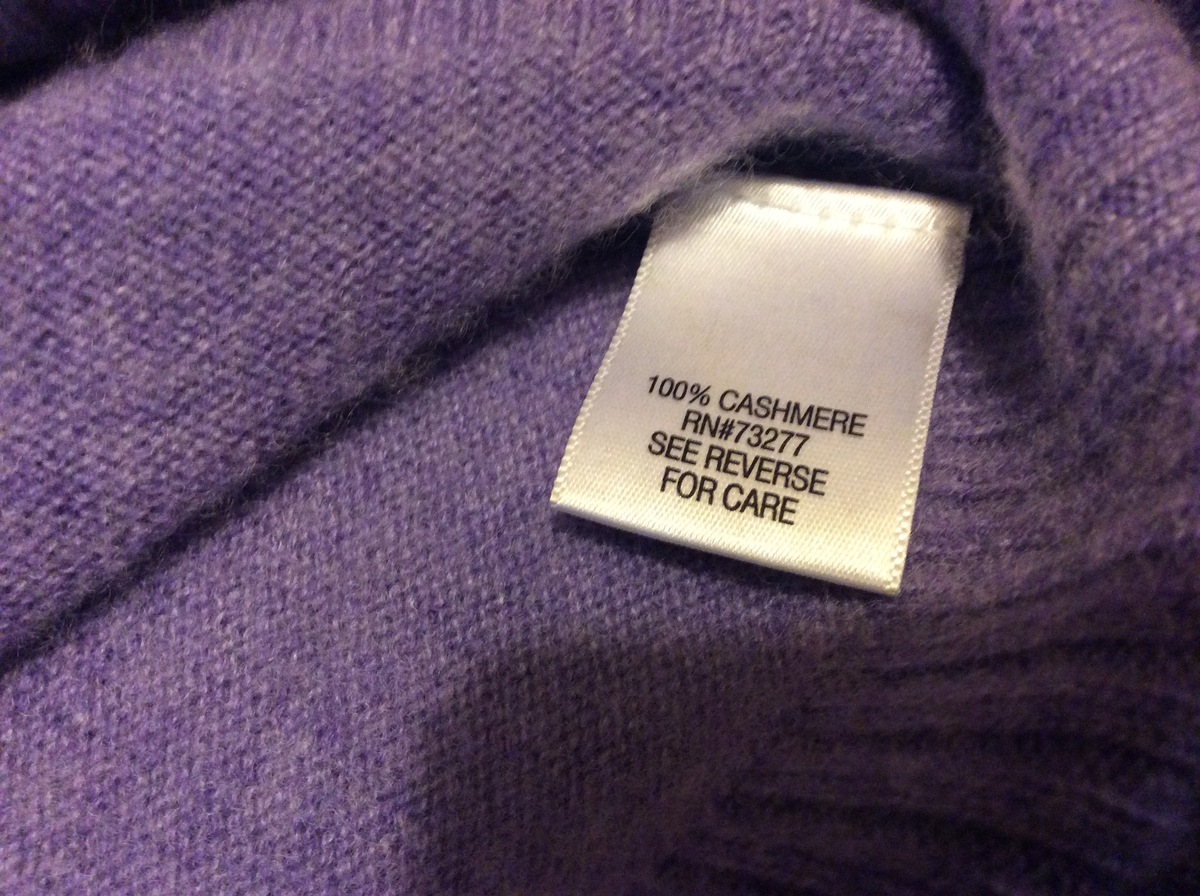 100% CASHMERE
RN#73277
SEE REVERSE
FOR CARE